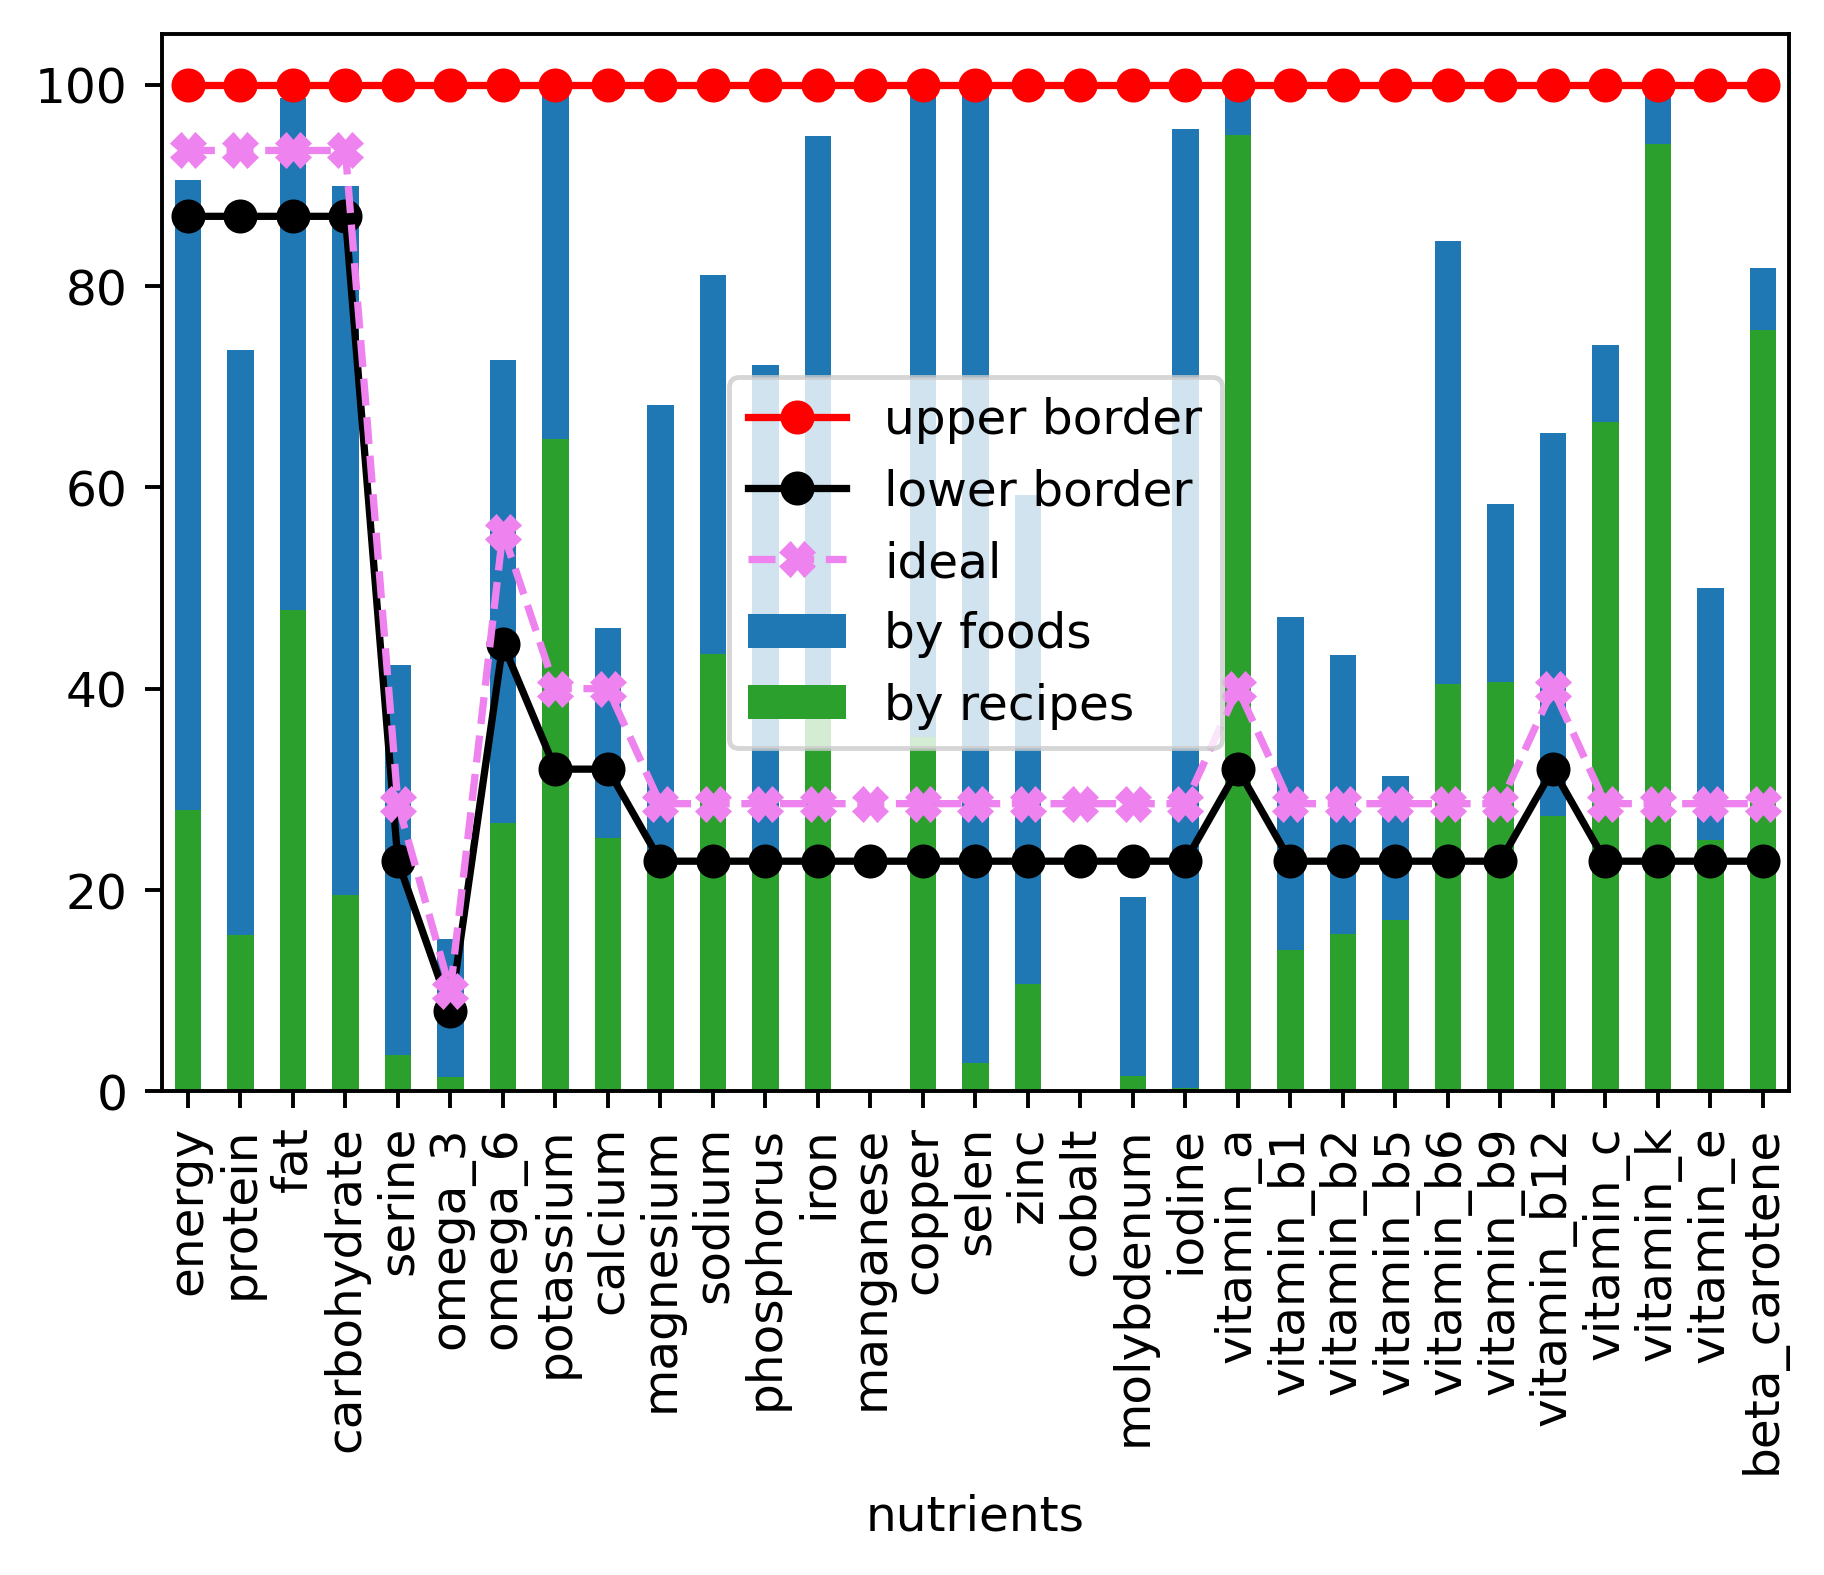 100
80
60
40
20
0
upper border
lower border
ideal
by foods
by recipes
energy
protein
fat
carbohydrate
serine
omega_3
omega_6
potassium
calcium
magnesium
sodium
phosphorus
iron
manganese
copper
selen
zinc
cobalt
molybdenum
iodine
vitamin_a
vitamin_b1
vitamin_b2
vitamin_b5
vitamin_b6
vitamin_b9
vitamin_b12
vitamin_c
vitamin_k
vitamin_e
beta_carotene
nutrients